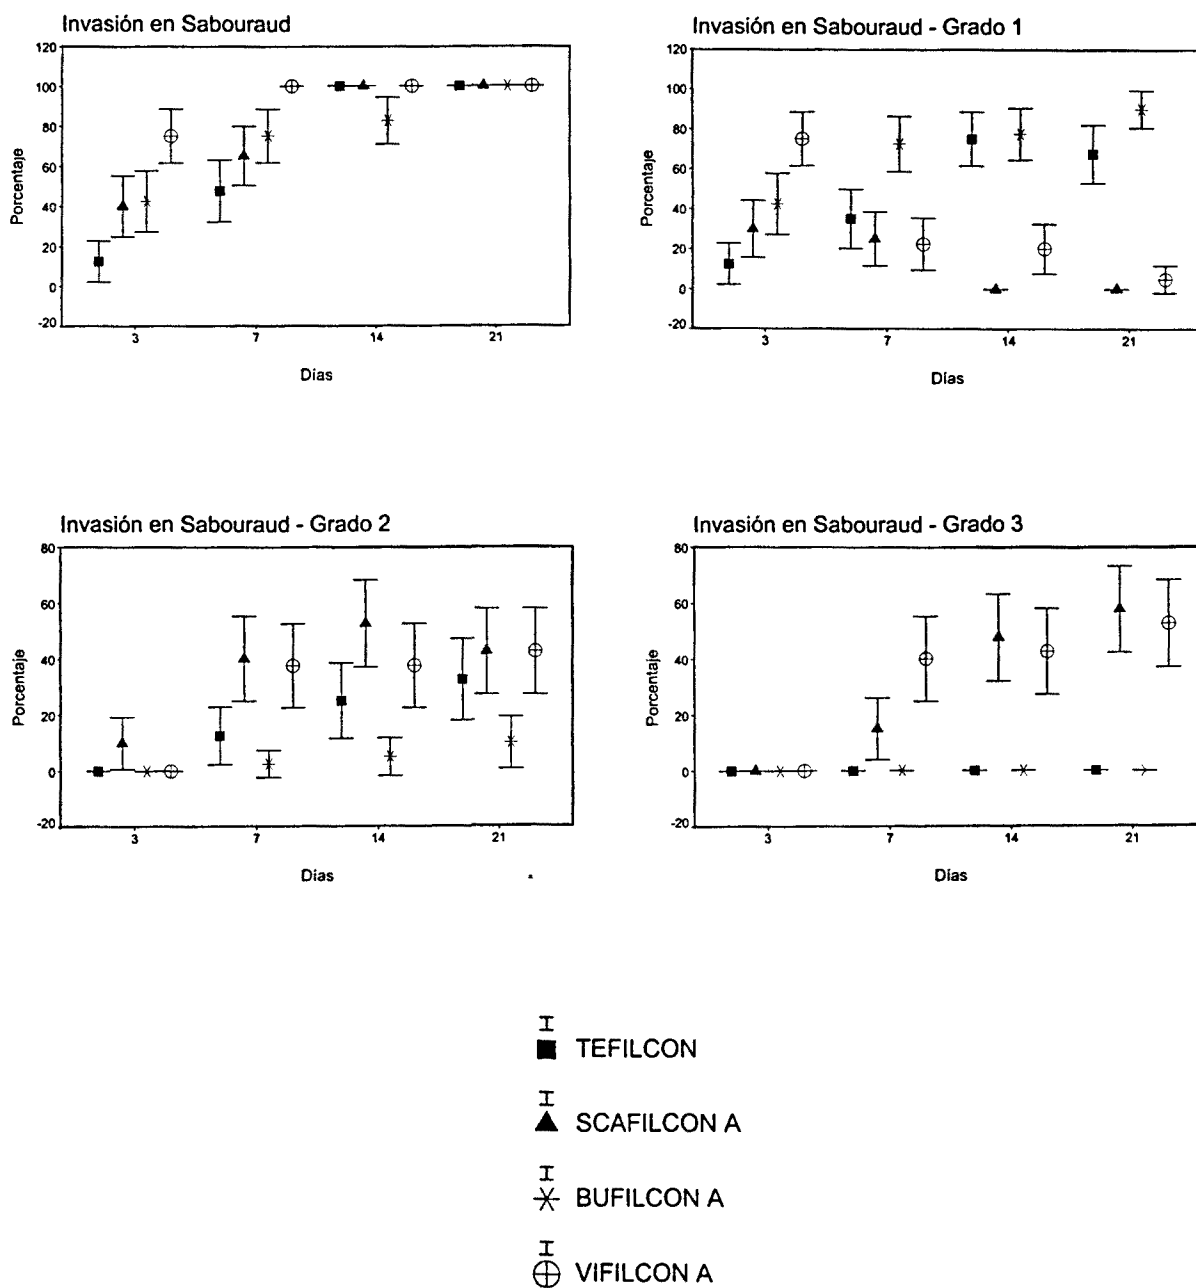 Invasión en Sabouraud
120
100
80
60
40
20
0
-20
Porcentaje
3 7 14 21
Días
Invasión en Sabouraud - Grado 1
120
100
80
60
40
20
0
-20
Porcentaje
3 7 14 21
Días
Invasión en Sabouraud - Grado 2
80
60
40
20
0
-20
Porcentaje
3 7 14 21
Días
Invasión en Sabouraud - Grado 3
80
60
40
20
0
-20
Porcentaje
3 7 14 21
Días
TEFILCON
SCAFILCON A
BUFILCON A
VIFILCON A